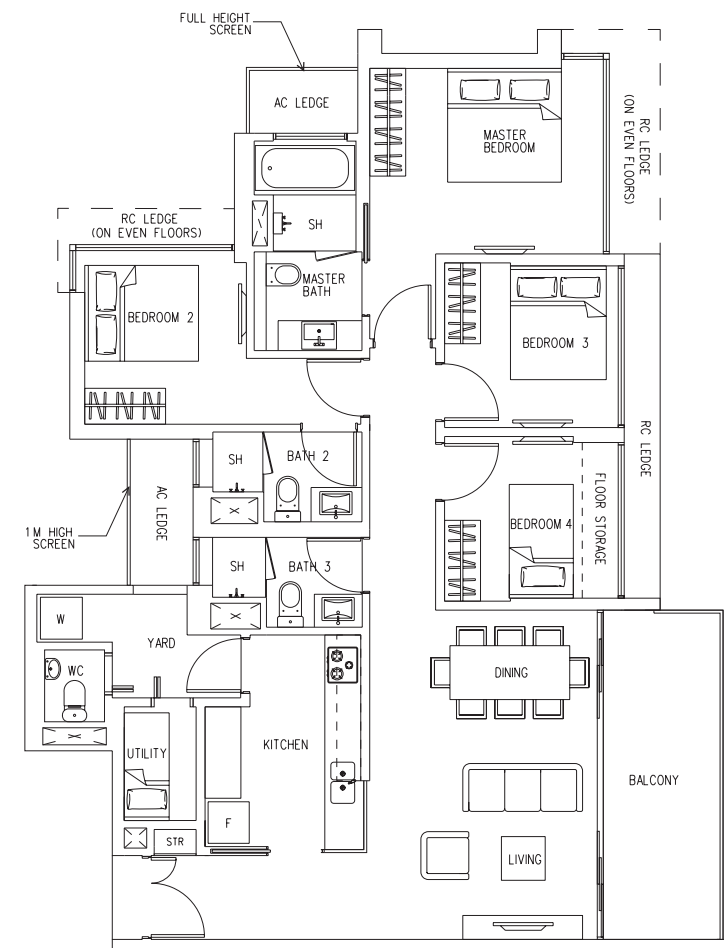 FULL HEIGHT
SCREEN
AC LEDGE
MASTER
BEDROOM
RC LEDGE
(ON EVEN FLOORS)
RC LEDGE
(ON EVEN FLOORS)
SH
MASTER
BATH
BEDROOM 2
BEDROOM 3
RC LEDGE
BATH 2
SH
AC LEDGE
1 M HIGH
SCREEN
BEDROOM 4
FLOOR STORAGE
SH
BATH 3
W
YARD
WC
DINING
KITCHEN
UTILITY
BALCONY
F
STR
LIVING